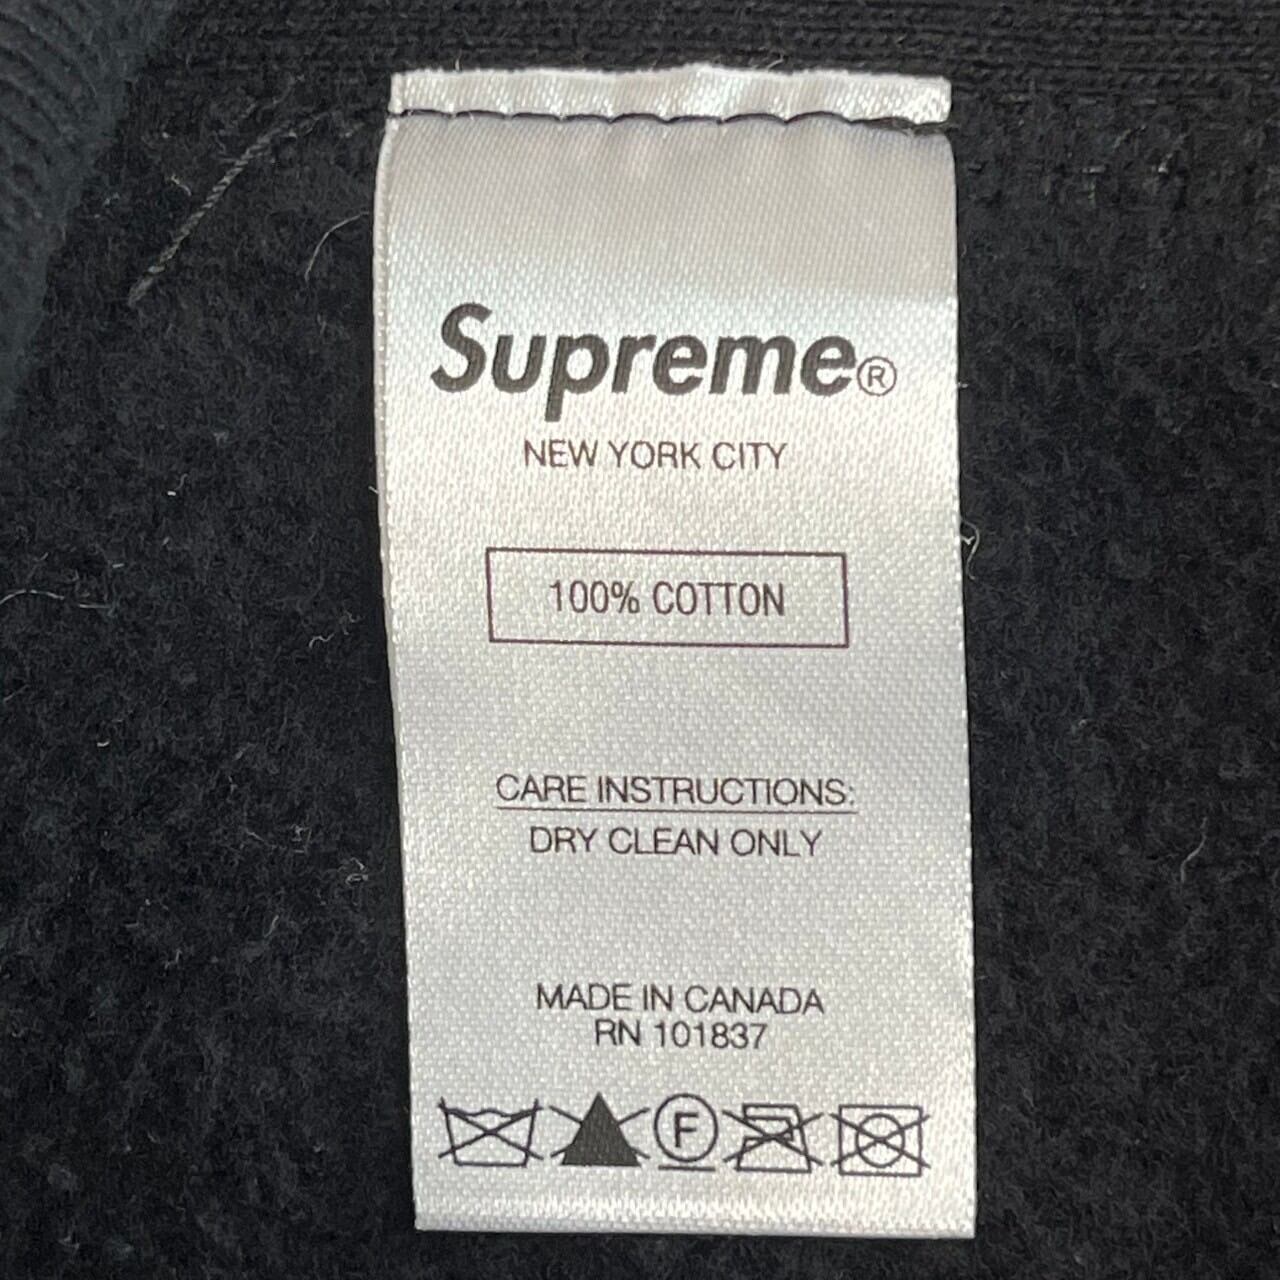 Supreme®
NEW YORK CITY
100% COTTON
CARE INSTRUCTIONS:
DRY CLEAN ONLY
MADE IN CANADA
RN 101837
F